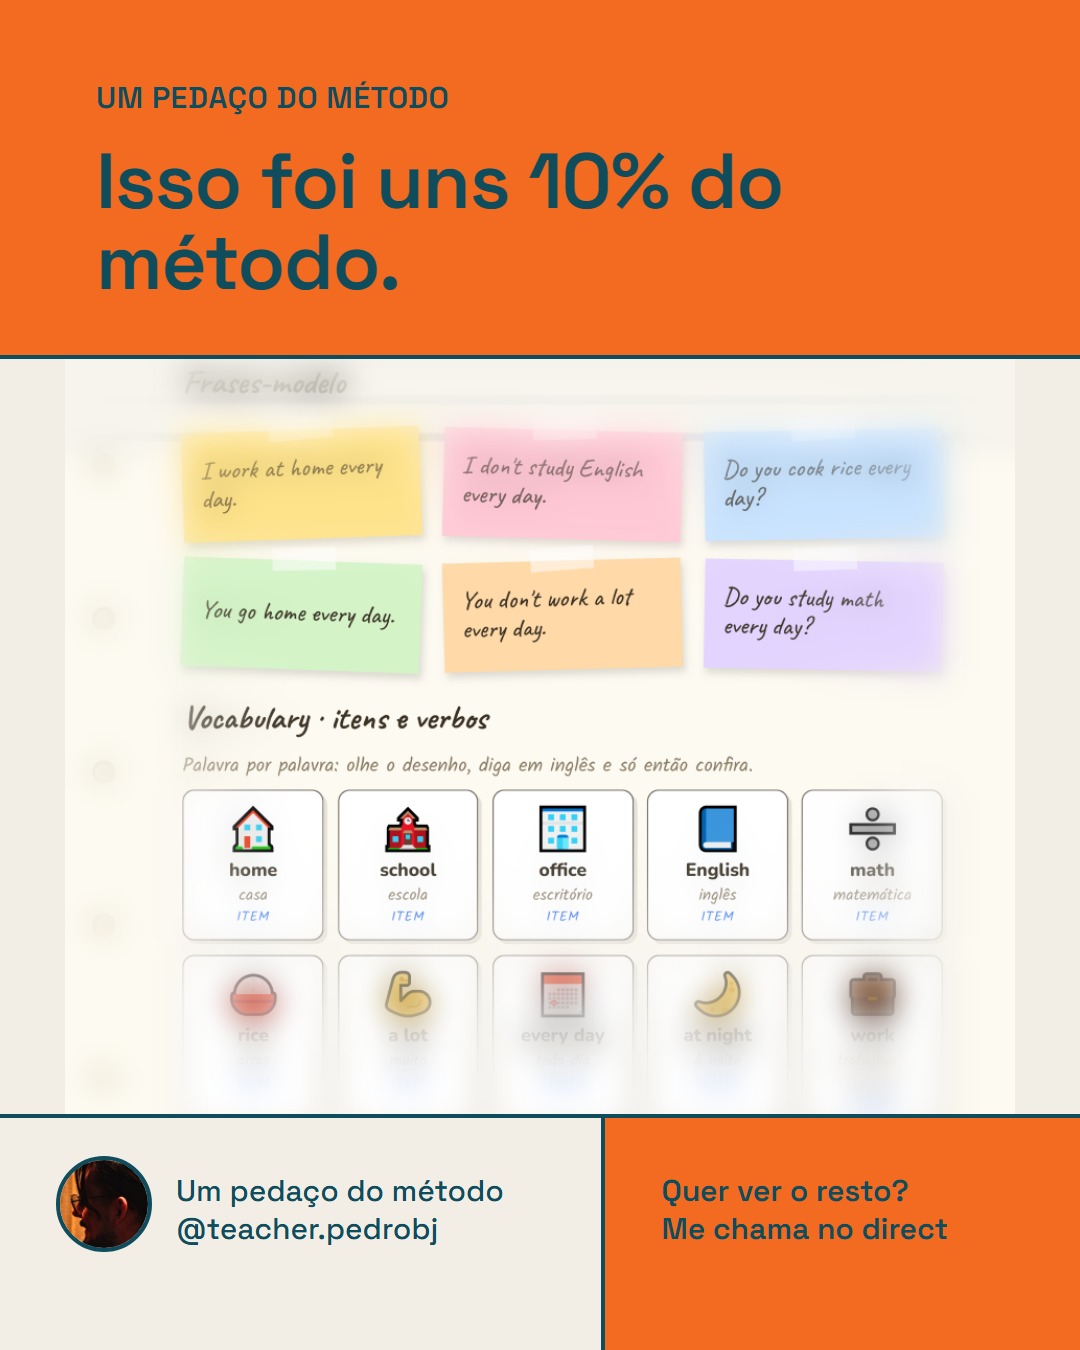 UM PEDAÇO DO MÉTODO
Isso foi uns 10% do
método.
Frases-modelo
I work at home every
day.
I don't study English
every day.
Do you cook rice every
day?
You go home every day.
You don't work a lot
every day.
Do you study math
every day?
Vocabulary · itens e verbos
Palavra por palavra: olhe o desenho, diga em inglês e só então confira.
home
casa
ITEM
school
escola
ITEM
office
escritório
ITEM
English
inglês
ITEM
math
matemática
ITEM
rice
a lot
every day
at night
work
Um pedaço do método
@teacher.pedrobj
Quer ver o resto?
Me chama no direct